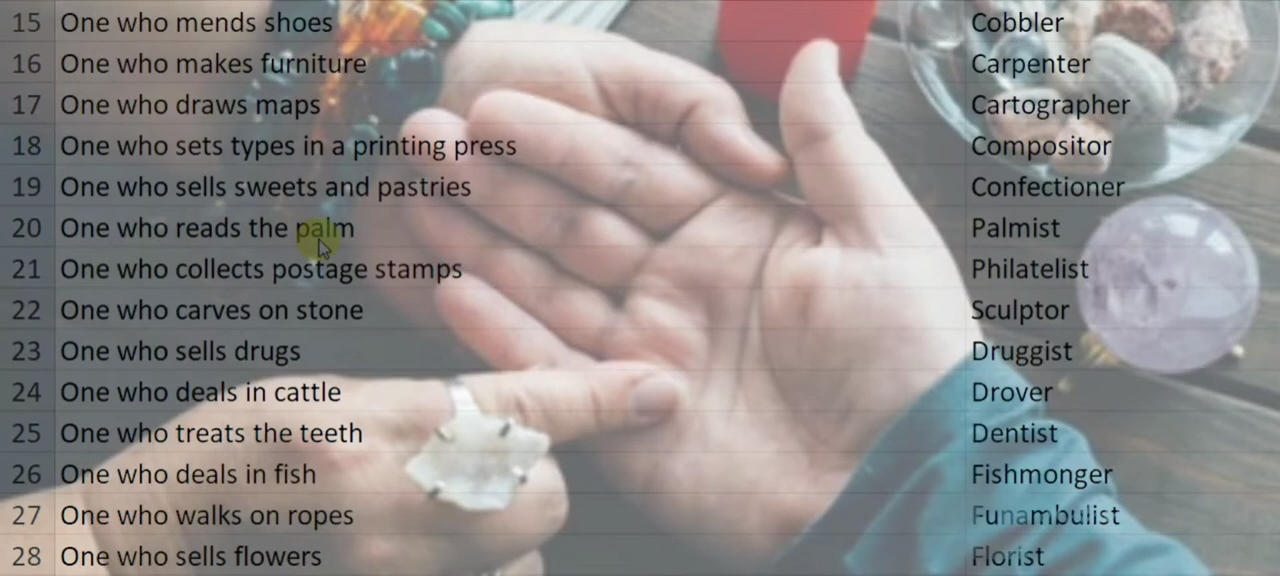 15 One who mends shoes Cobbler
16 One who makes furniture Carpenter
17 One who draws maps Cartographer
18 One who sets types in a printing press Compositor
19 One who sells sweets and pastries Confectioner
20 One who reads the palm Palmist
21 One who collects postage stamps Philatelist
22 One who carves on stone Sculptor
23 One who sells drugs Druggist
24 One who deals in cattle Drover
25 One who treats the teeth Dentist
26 One who deals in fish Fishmonger
27 One who walks on ropes Funambulist
28 One who sells flowers Florist